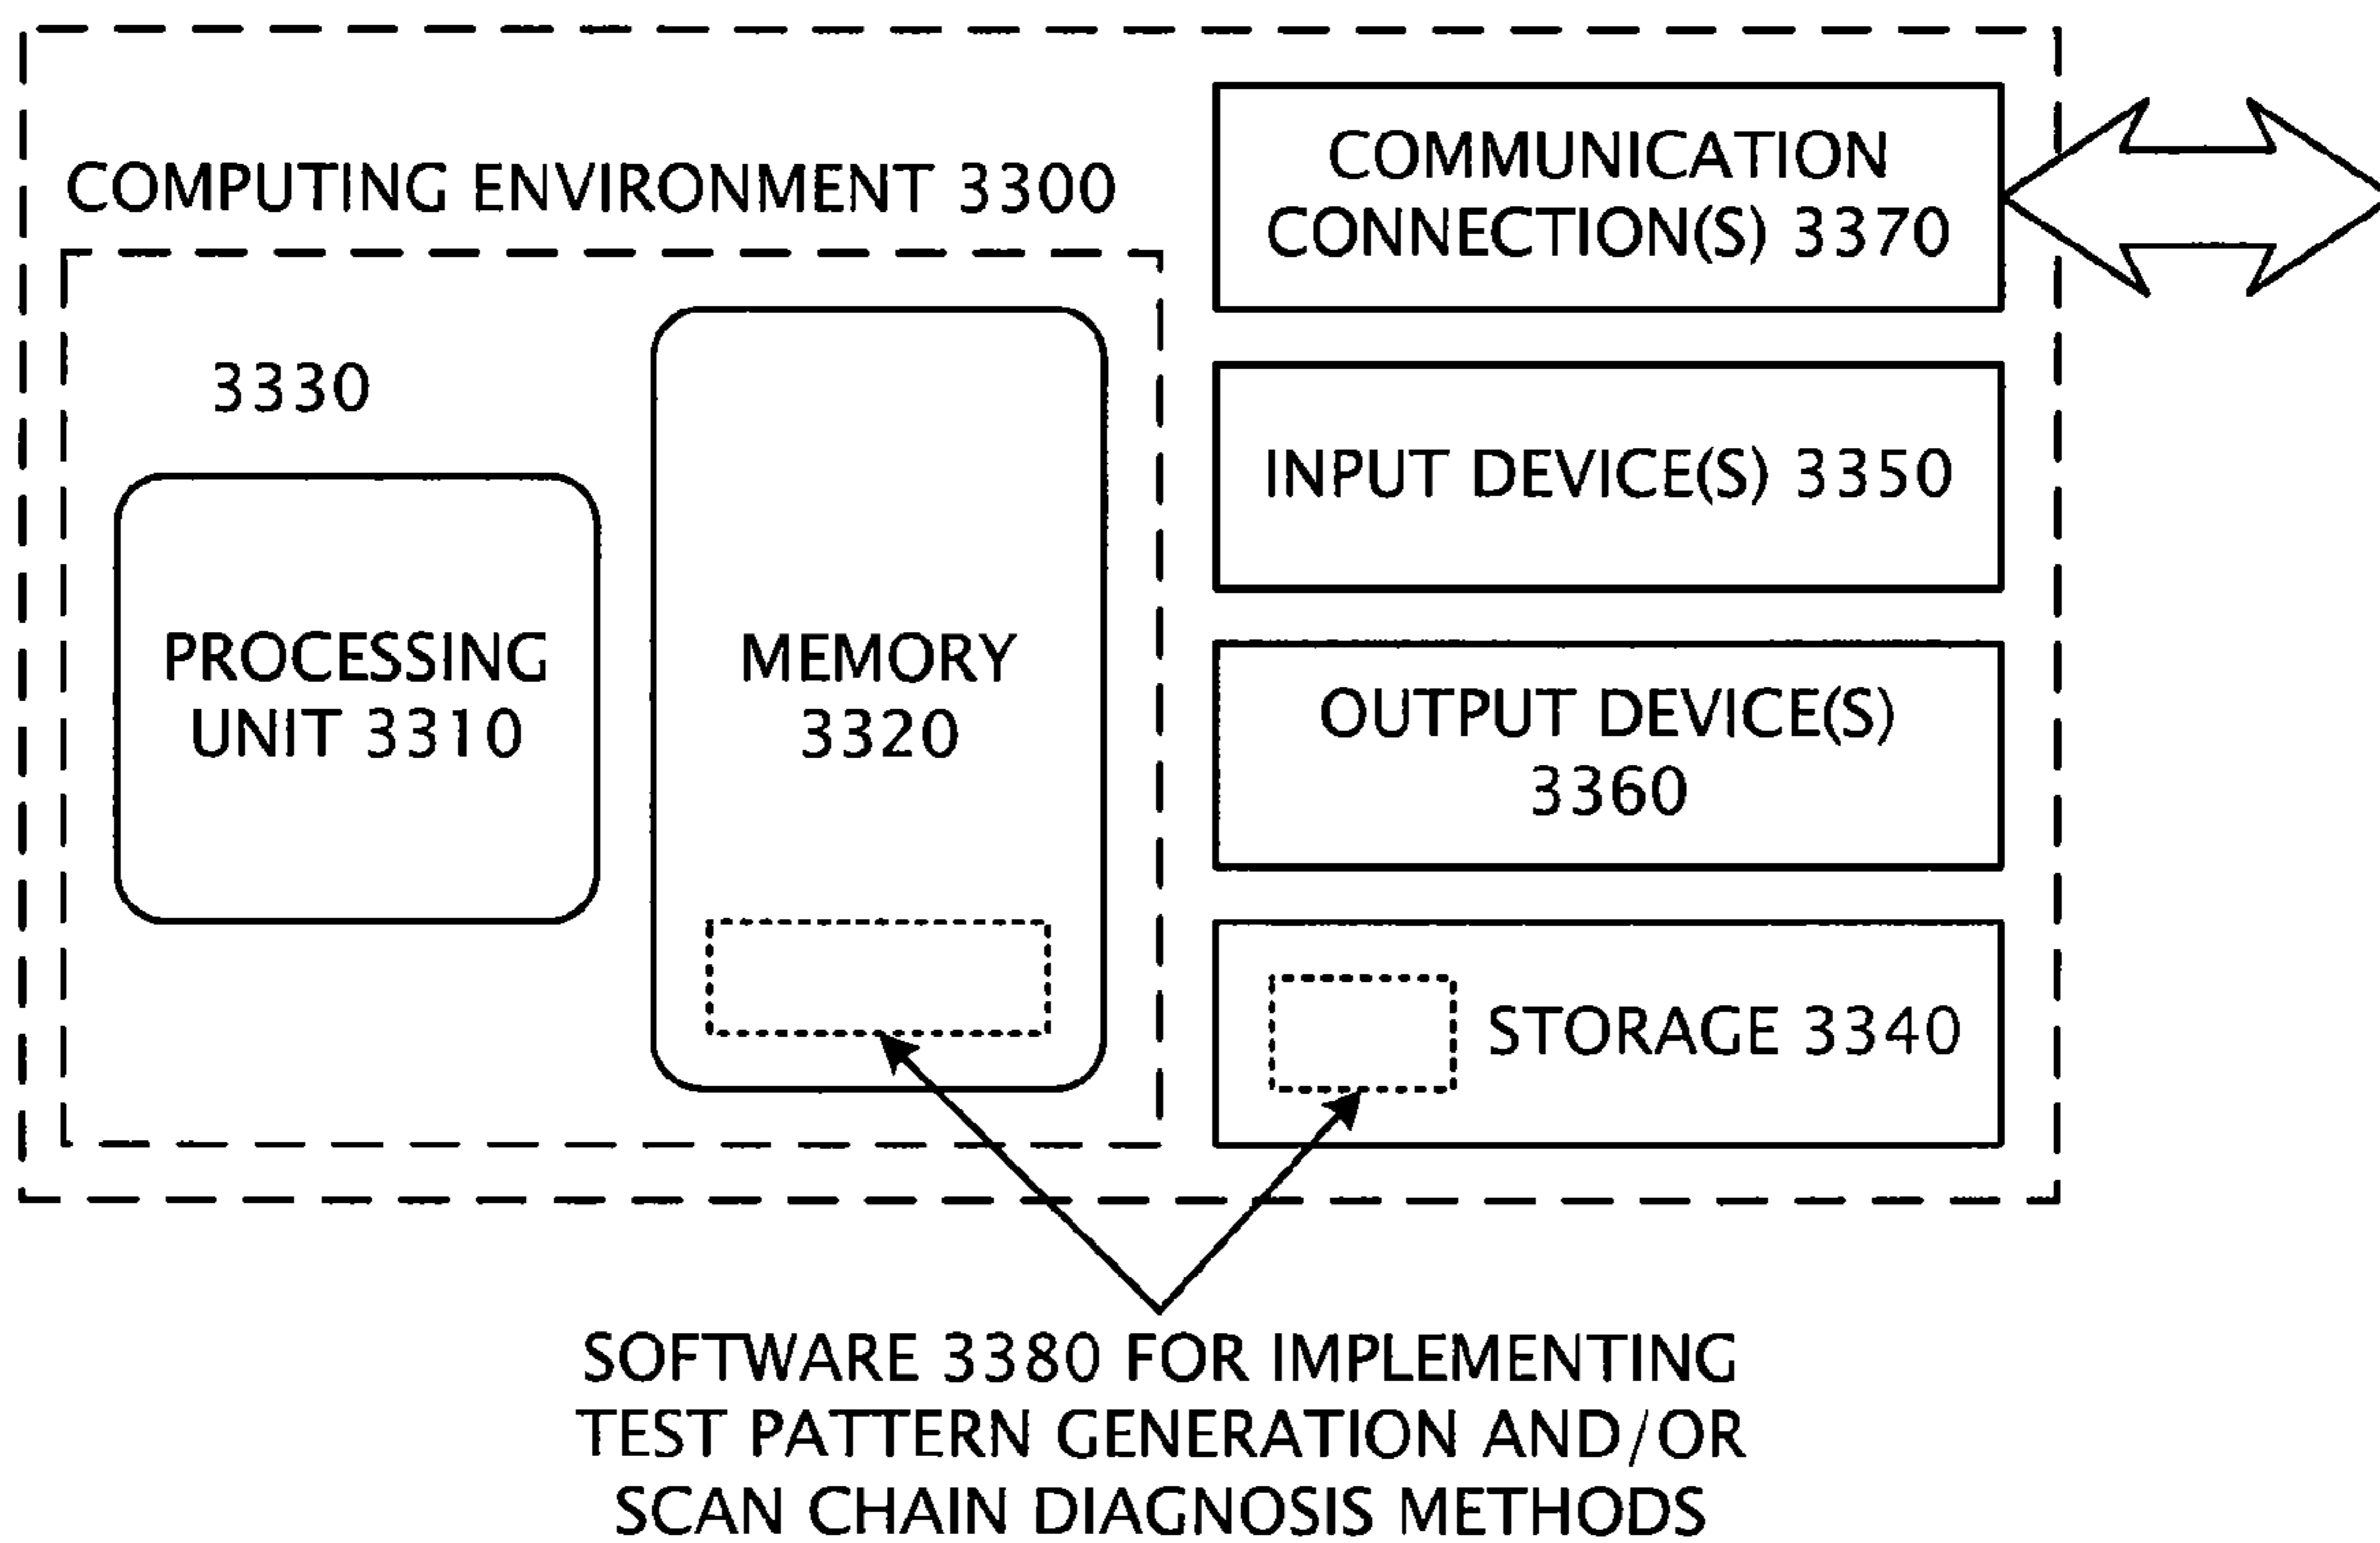 COMPUTING ENVIRONMENT 3300
3330
PROCESSING
UNIT 3310
MEMORY
3320
COMMUNICATION
CONNECTION(S) 3370
INPUT DEVICE(S) 3350
OUTPUT DEVICE(S)
3360
STORAGE 3340
SOFTWARE 3380 FOR IMPLEMENTING
TEST PATTERN GENERATION AND/OR
SCAN CHAIN DIAGNOSIS METHODS